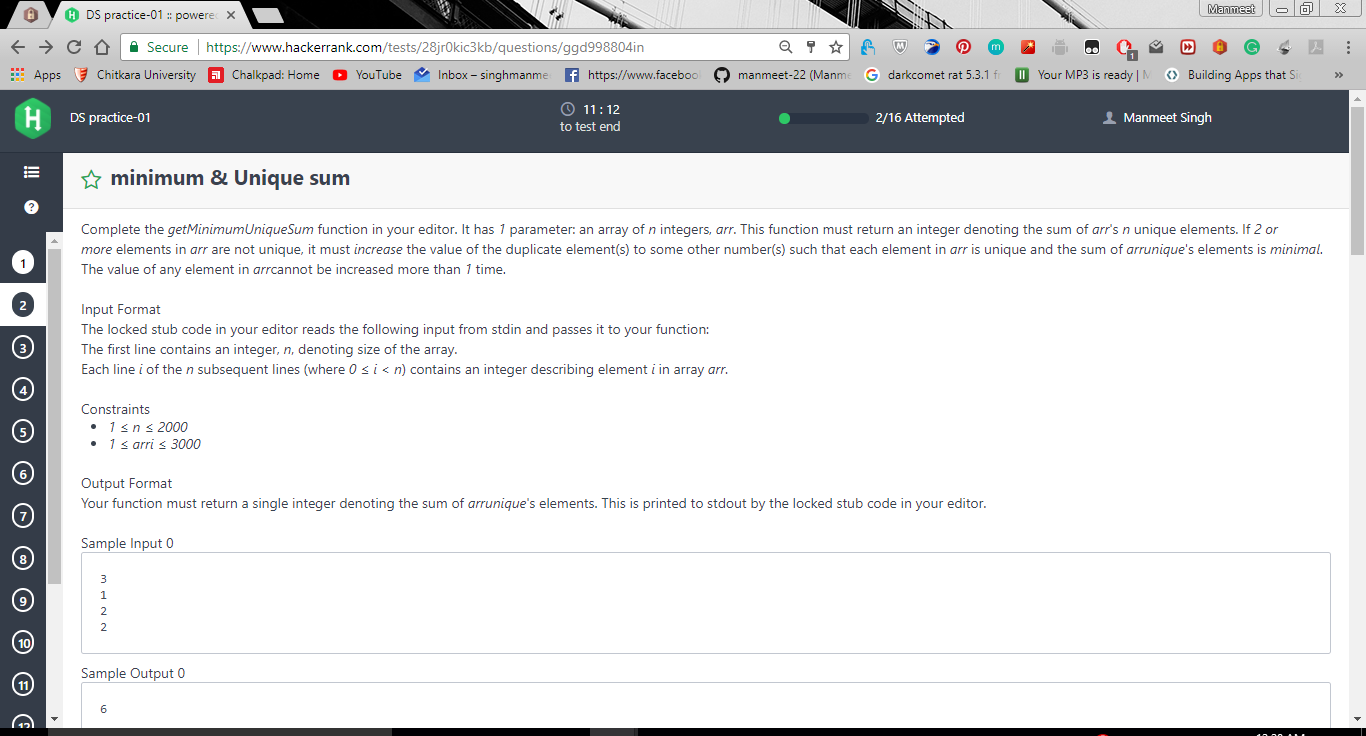 DS practice-01 :: powere
Manmeet
Secure https://www.hackerrank.com/tests/28jr0kic3kb/questions/ggd998804in
Apps Chitkara University Chalkpad: Home YouTube Inbox – singhmanme https://www.faceboo manmeet-22 (Manm darkcomet rat 5.3.1 f Your MP3 is ready | M Building Apps that Si »
DS practice-01
11 : 12
to test end
2/16 Attempted
Manmeet Singh
minimum & Unique sum
Complete the getMinimumUniqueSum function in your editor. It has 1 parameter: an array of n integers, arr. This function must return an integer denoting the sum of arr's n unique elements. If 2 or
more elements in arr are not unique, it must increase the value of the duplicate element(s) to some other number(s) such that each element in arr is unique and the sum of arrunique's elements is minimal.
The value of any element in arrcannot be increased more than 1 time.
Input Format
The locked stub code in your editor reads the following input from stdin and passes it to your function:
The first line contains an integer, n, denoting size of the array.
Each line i of the n subsequent lines (where 0 ≤ i < n) contains an integer describing element i in array arr.
Constraints
• 1 ≤ n ≤ 2000
• 1 ≤ arri ≤ 3000
Output Format
Your function must return a single integer denoting the sum of arrunique's elements. This is printed to stdout by the locked stub code in your editor.
Sample Input 0
3
1
2
2
Sample Output 0
6
?
1
2
3
4
5
6
7
8
9
10
11
12